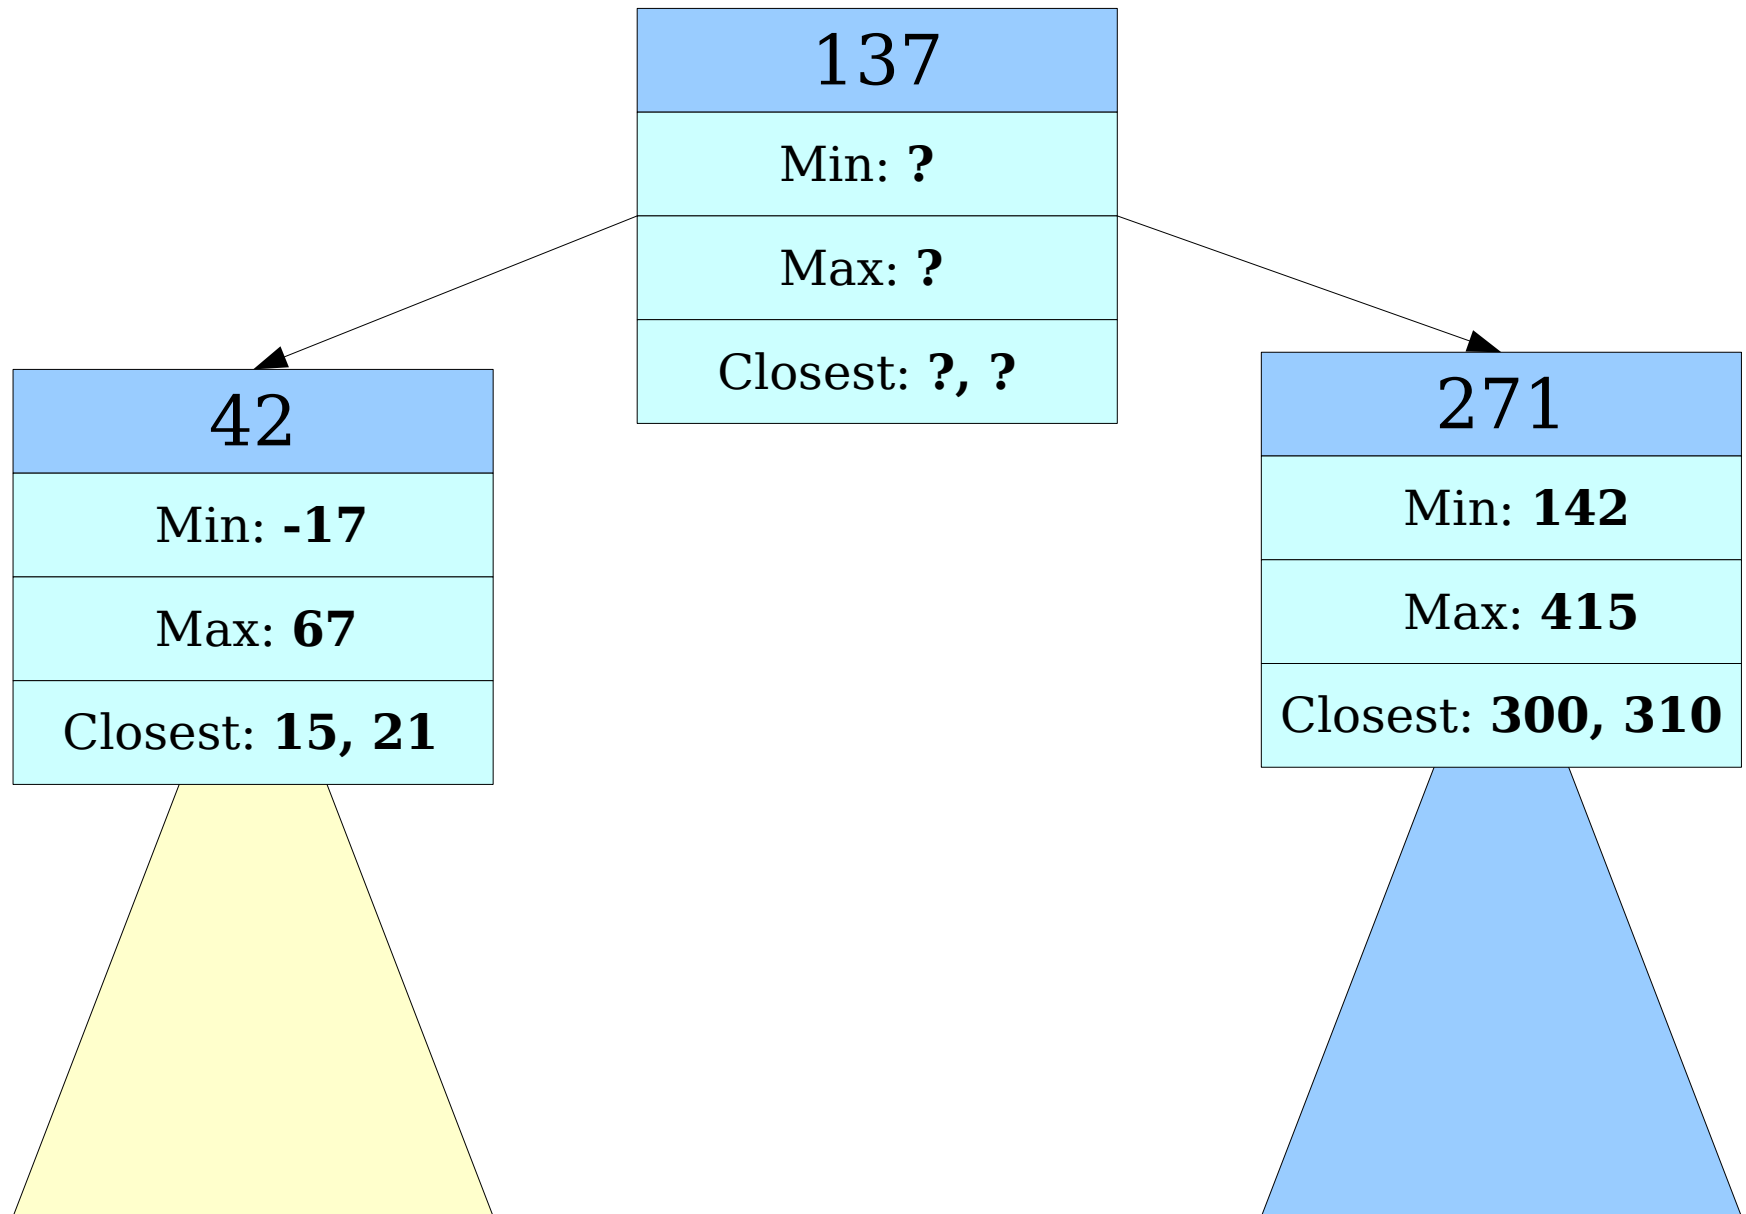 137
Min: ?
Max: ?
Closest: ?, ?
42
Min: -17
Max: 67
Closest: 15, 21
271
Min: 142
Max: 415
Closest: 300, 310